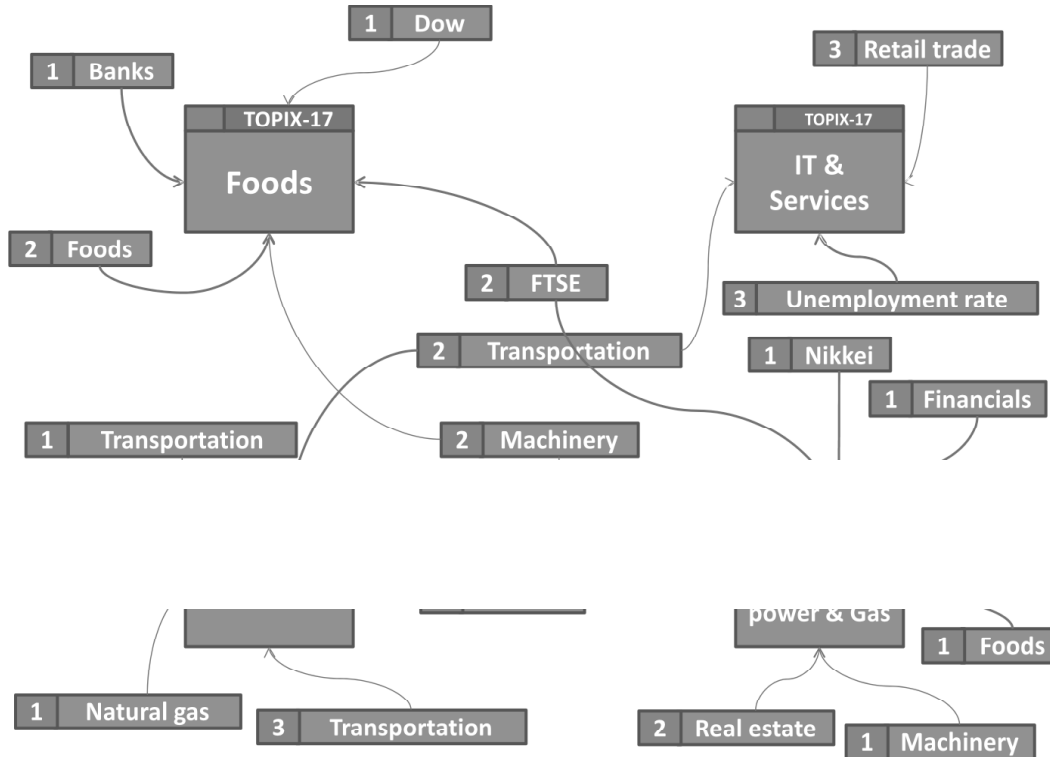 1 Dow
3 Retail trade
1 Banks
TOPIX-17
Foods
TOPIX-17
IT &
Services
2 Foods
2 FTSE
3 Unemployment rate
2 Transportation
1 Nikkei
1 Financials
1 Transportation
2 Machinery
power & Gas
1 Foods
1 Natural gas
3 Transportation
2 Real estate
1 Machinery